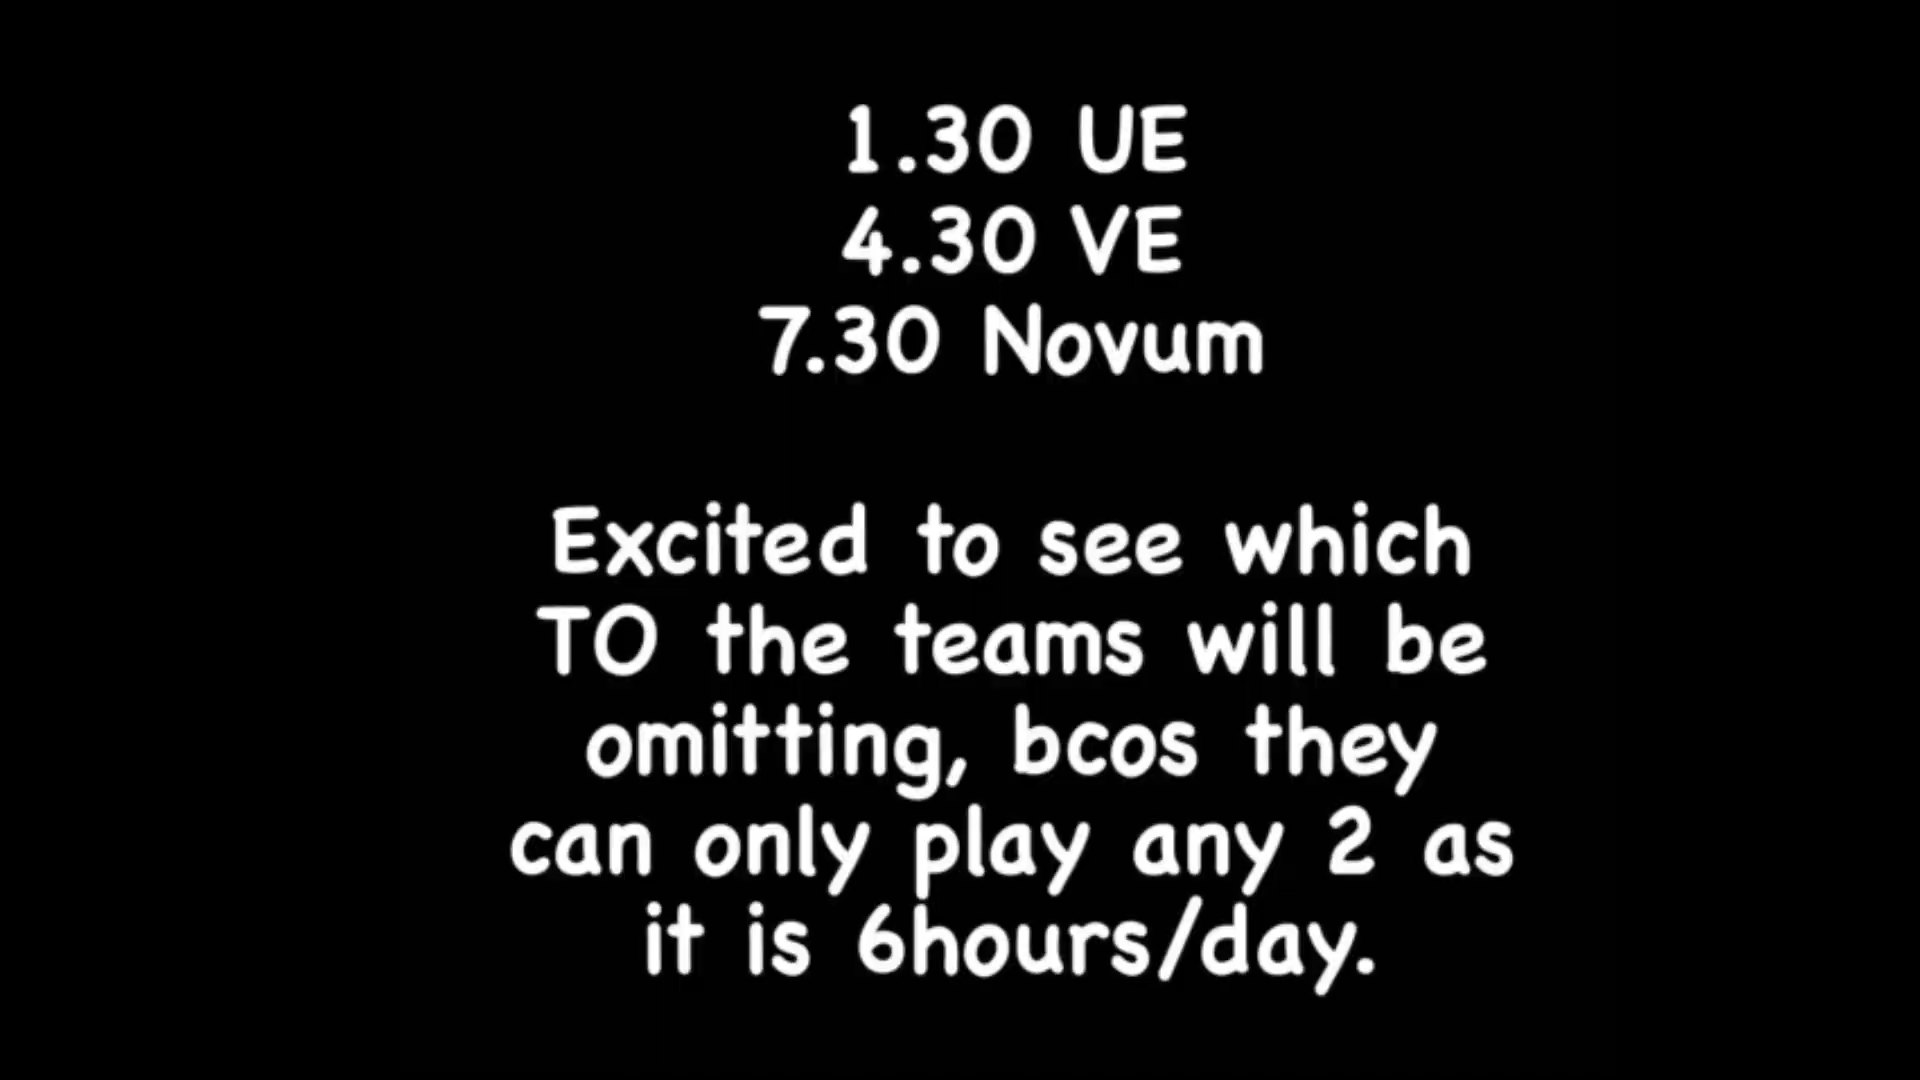 1.30 UE
4.30 VE
7.30 Novum
Excited to see which
TO the teams will be
omitting, bcos they
can only play any 2 as
it is 6hours/day.